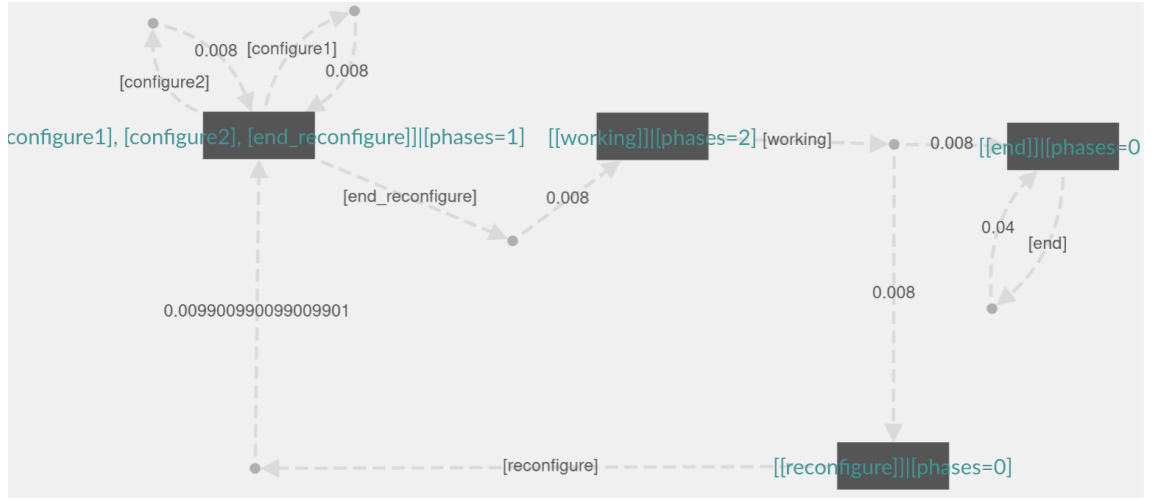 0.008
[configure1]
0.008
[configure2]
configure1], [configure2], [end_reconfigure]]|[phases=1]
[[working]]|[phases=2]
[working]
0.008
[[end]]|[phases=0
[end_reconfigure]
0.008
0.04
[end]
0.008
0.009900990099009901
[reconfigure]
[[reconfigure]]|[phases=0]